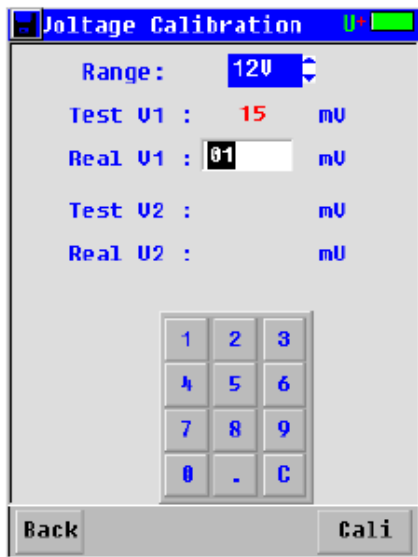 Voltage Calibration U+
Range: 12V
Test V1 : 15 mV
Real V1 : 01 mV
Test V2 : mV
Real V2 : mV
1 2 3
4 5 6
7 8 9
0 . C
Back Cali